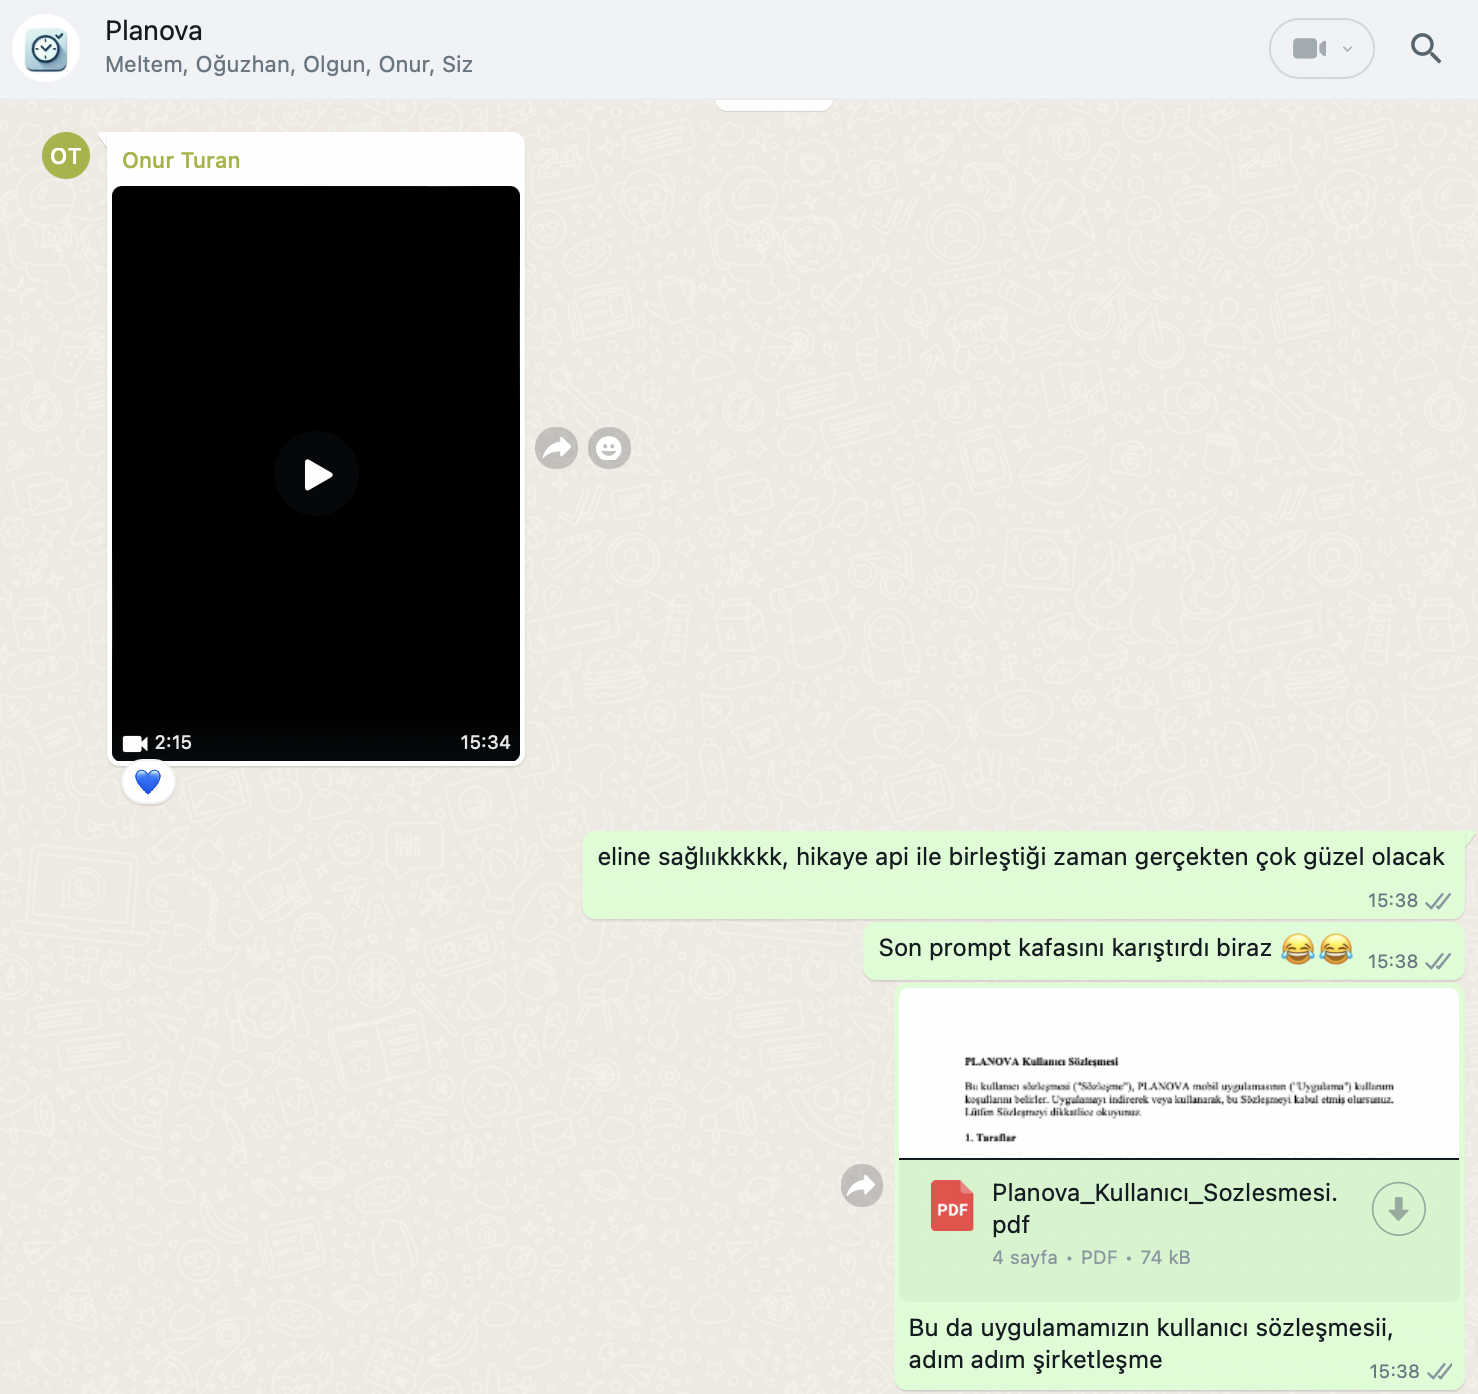 Planova
Meltem, Oğuzhan, Olgun, Onur, Siz
OT
Onur Turan
2:15
15:34
eline sağlıkkkkk, hikaye api ile birleştiği zaman gerçekten çok güzel olacak
15:38
Son prompt kafasını karıştırdı biraz 😂😂
15:38
PLANOVA Kullanıcı Sözleşmesi
Bu kullanıcı sözleşmesi ("Sözleşme"), PLANOVA mobil uygulamasının ("Uygulama") kullanım
koşullarını belirler. Uygulamayı indirerek veya kullanarak, bu Sözleşmeyi kabul etmiş olursunuz.
Lütfen Sözleşmeyi dikkatlice okuyunuz.
1. Taraflar
PDF
Planova_Kullanıcı_Sozlesmesi.
pdf
4 sayfa • PDF • 74 kB
Bu da uygulamamızın kullanıcı sözleşmesii,
adım adım şirketleşme
15:38